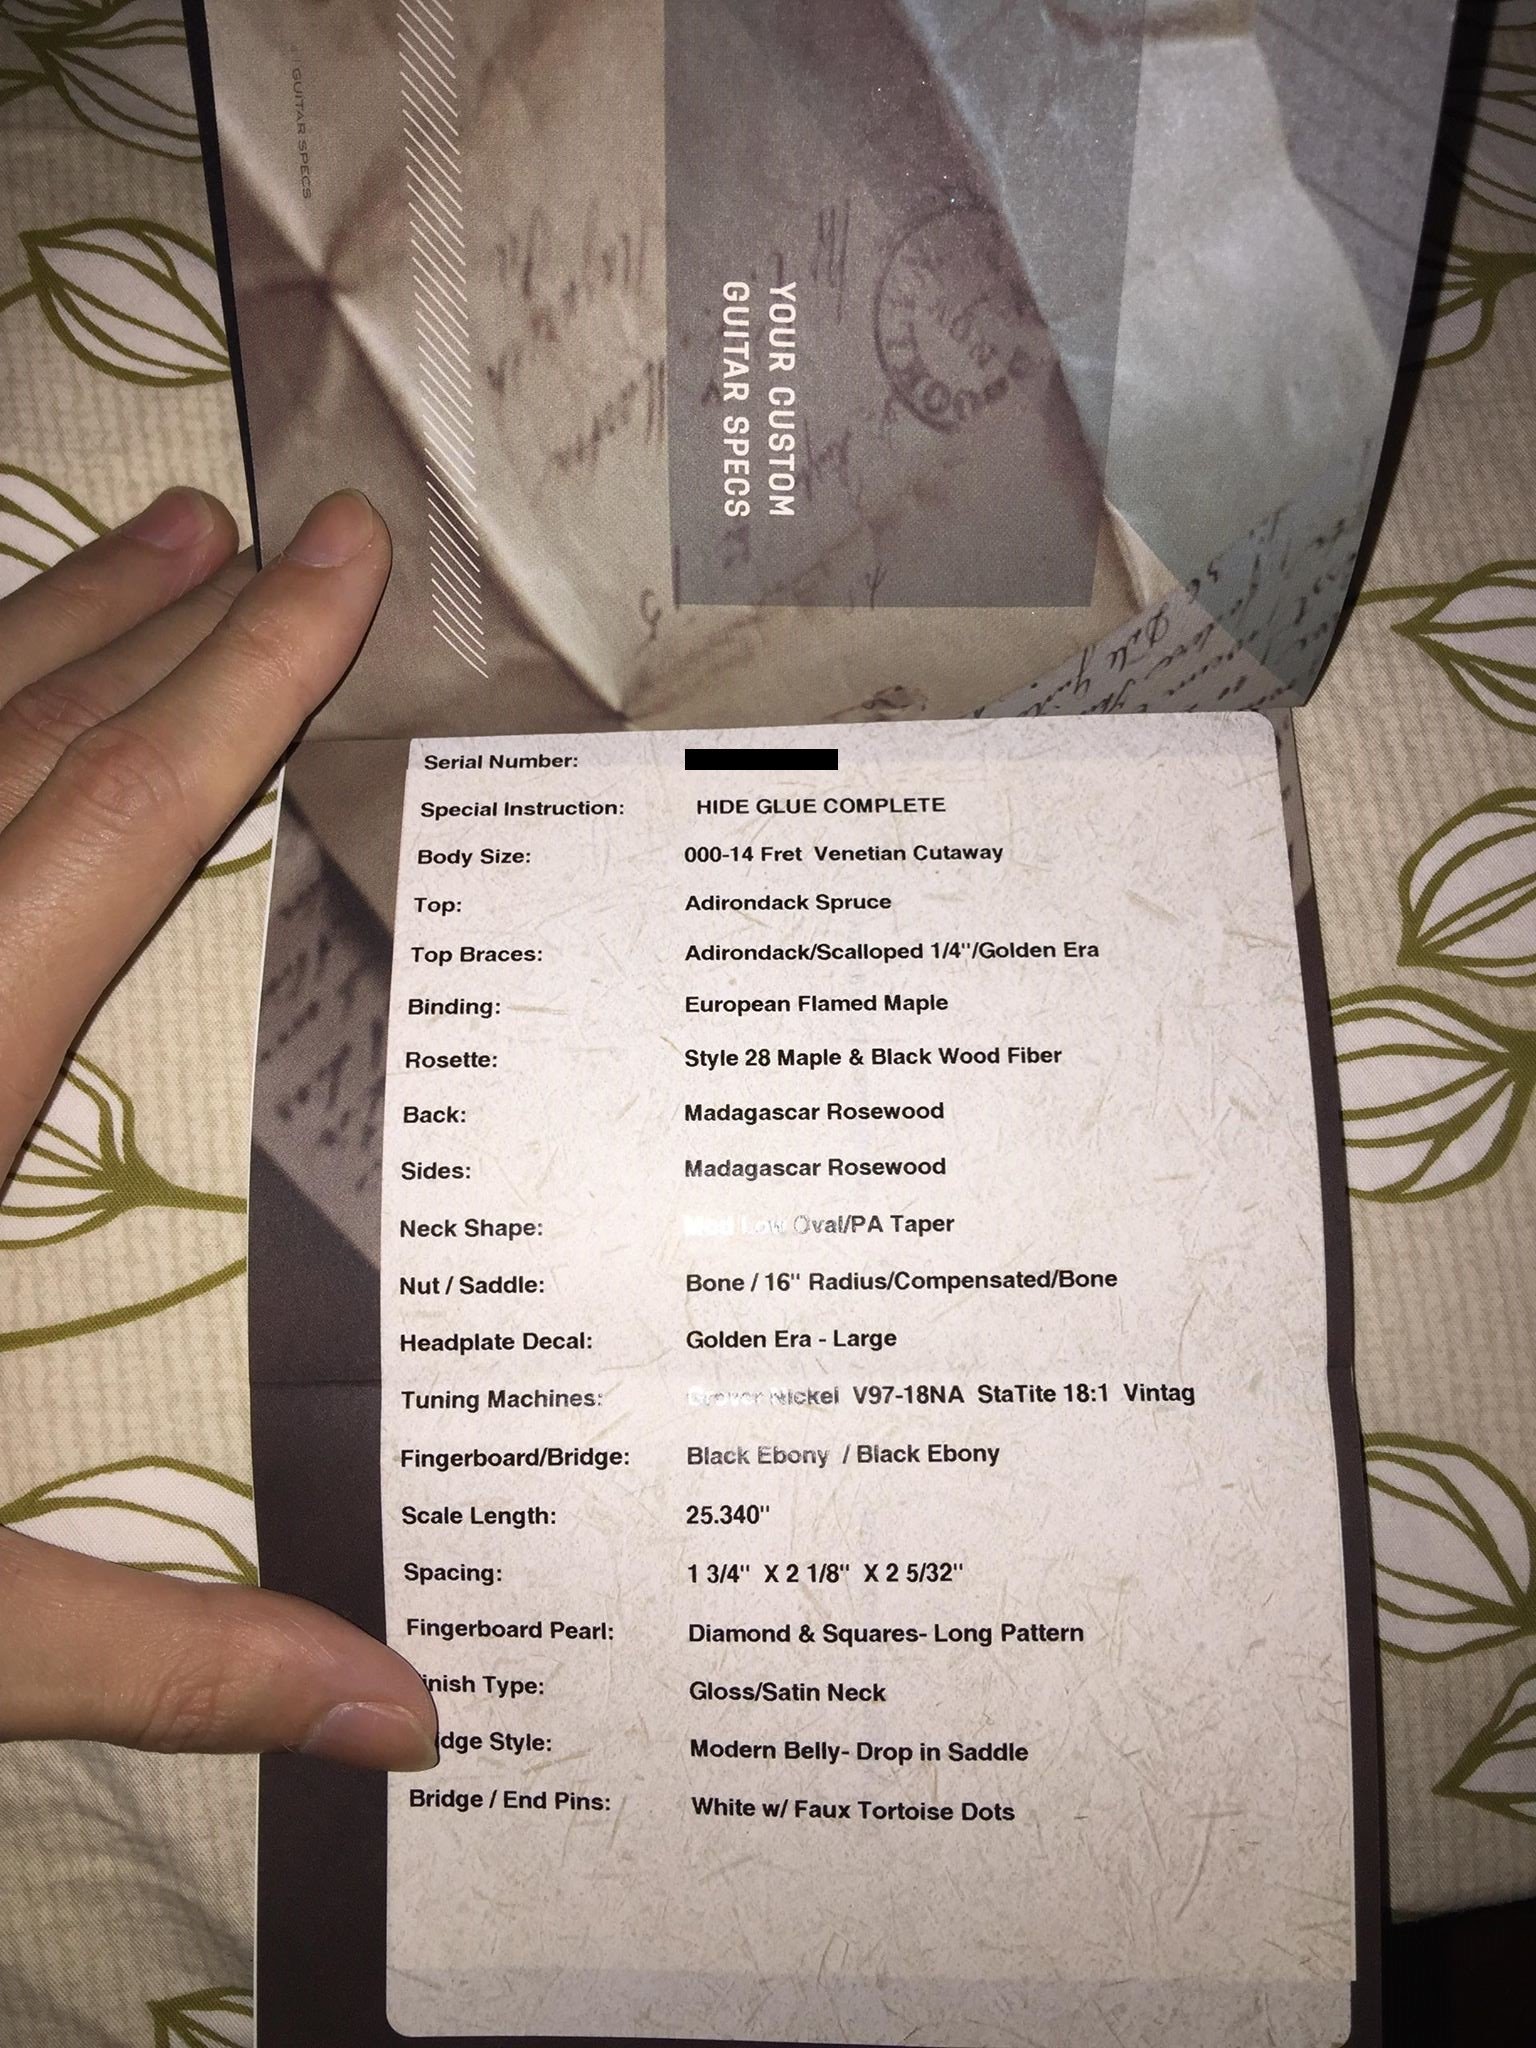 GUITAR SPECS
YOUR CUSTOM
GUITAR SPECS
Serial Number:
Special Instruction: HIDE GLUE COMPLETE
Body Size: 000-14 Fret Venetian Cutaway
Top: Adirondack Spruce
Top Braces: Adirondack/Scalloped 1/4"/Golden Era
Binding: European Flamed Maple
Rosette: Style 28 Maple & Black Wood Fiber
Back: Madagascar Rosewood
Sides: Madagascar Rosewood
Neck Shape: Mod Low Oval/PA Taper
Nut / Saddle: Bone / 16" Radius/Compensated/Bone
Headplate Decal: Golden Era - Large
Tuning Machines: Grover Nickel V97-18NA StaTite 18:1 Vintag
Fingerboard/Bridge: Black Ebony / Black Ebony
Scale Length: 25.340"
Spacing: 1 3/4" X 2 1/8" X 2 5/32"
Fingerboard Pearl: Diamond & Squares- Long Pattern
inish Type: Gloss/Satin Neck
idge Style: Modern Belly- Drop in Saddle
Bridge / End Pins: White w/ Faux Tortoise Dots